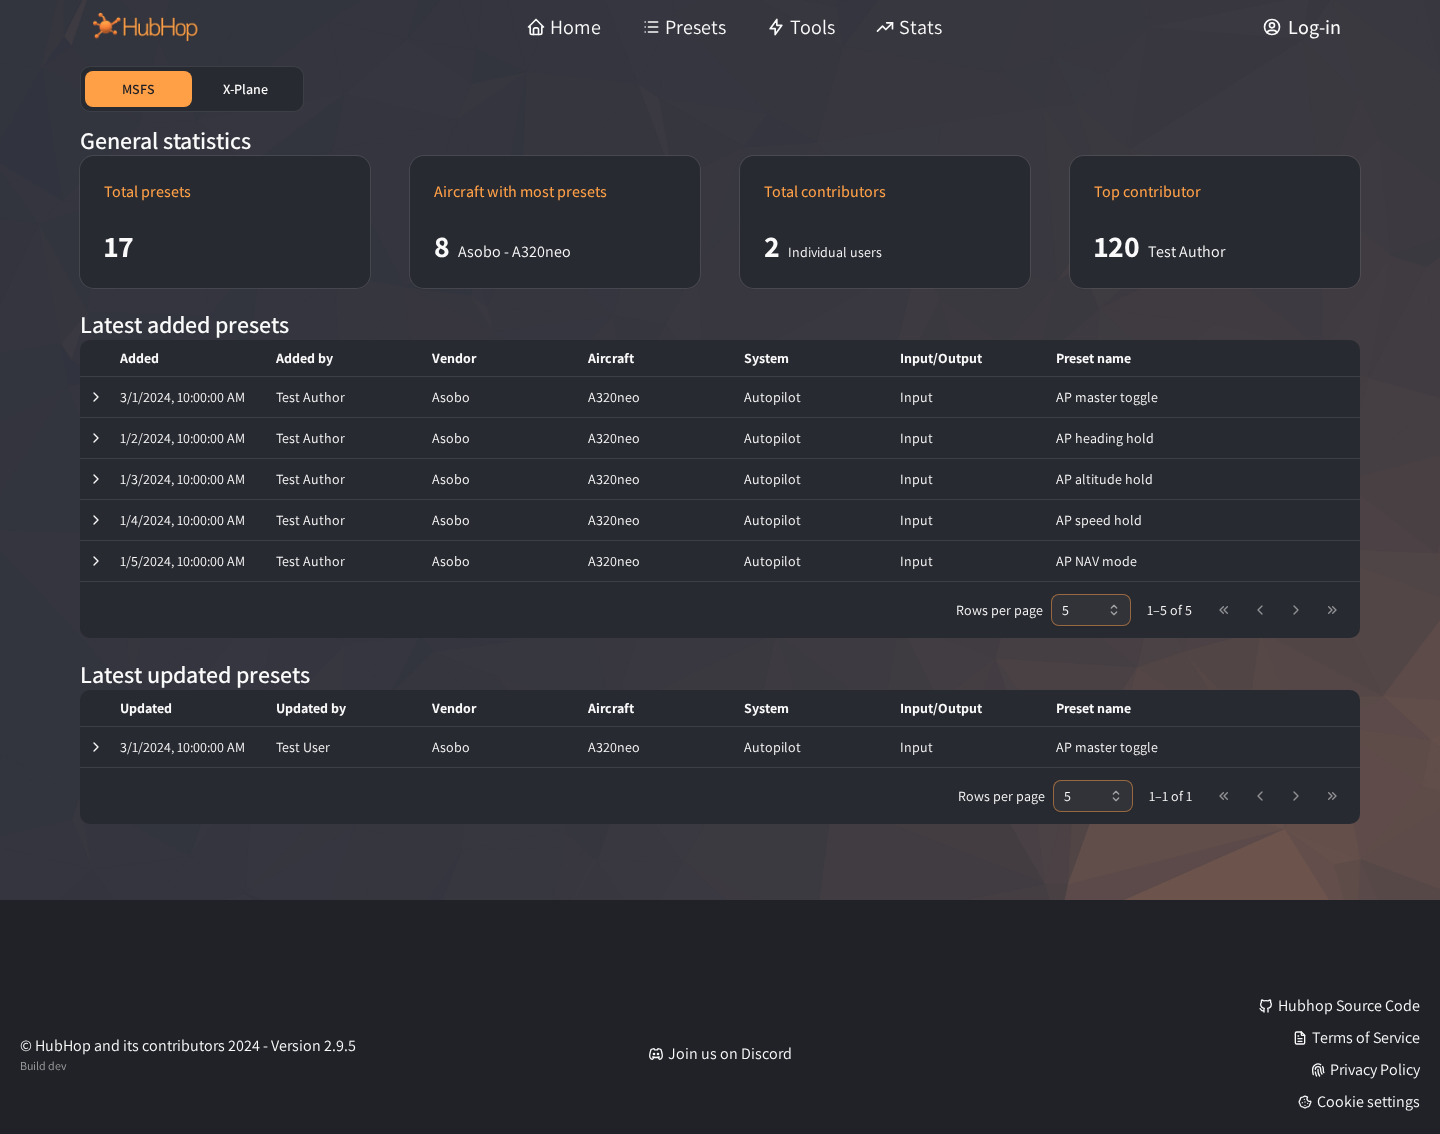 HubHop Home Presets Tools Stats Log-in
MSFS X-Plane
General statistics
Total presets Aircraft with most presets Total contributors Top contributor
17 8 Asobo - A320neo 2 Individual users 120 Test Author
Latest added presets
Added Added by Vendor Aircraft System Input/Output Preset name
3/1/2024, 10:00:00 AM Test Author Asobo A320neo Autopilot Input AP master toggle
1/2/2024, 10:00:00 AM Test Author Asobo A320neo Autopilot Input AP heading hold
1/3/2024, 10:00:00 AM Test Author Asobo A320neo Autopilot Input AP altitude hold
1/4/2024, 10:00:00 AM Test Author Asobo A320neo Autopilot Input AP speed hold
1/5/2024, 10:00:00 AM Test Author Asobo A320neo Autopilot Input AP NAV mode
Rows per page 5 1–5 of 5
Latest updated presets
Updated Updated by Vendor Aircraft System Input/Output Preset name
3/1/2024, 10:00:00 AM Test User Asobo A320neo Autopilot Input AP master toggle
Rows per page 5 1–1 of 1
© HubHop and its contributors 2024 - Version 2.9.5
Build dev
Join us on Discord
Hubhop Source Code
Terms of Service
Privacy Policy
Cookie settings